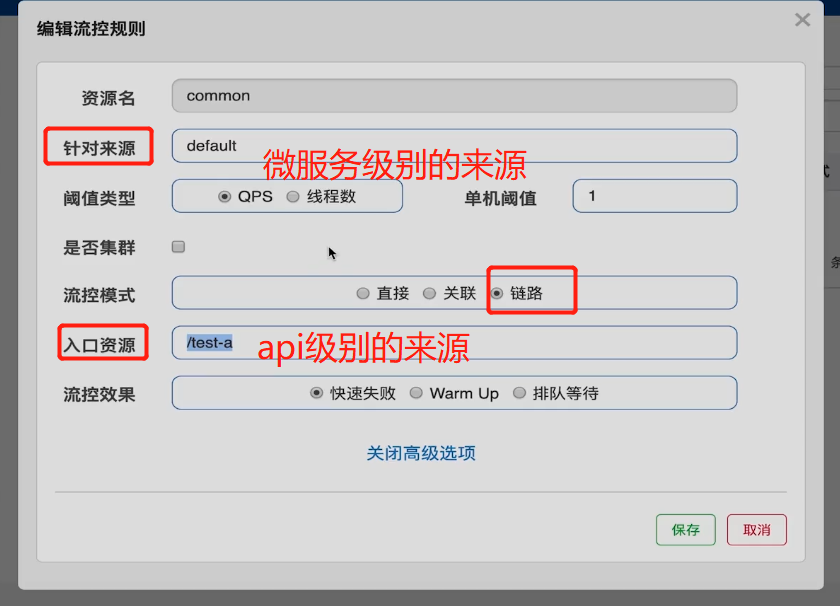 编辑流控规则
资源名 common
针对来源 default
微服务级别的来源
阈值类型 QPS 线程数 单机阈值 1
是否集群
流控模式 直接 关联 链路
入口资源 /test-a api级别的来源
流控效果 快速失败 Warm Up 排队等待
关闭高级选项
保存 取消